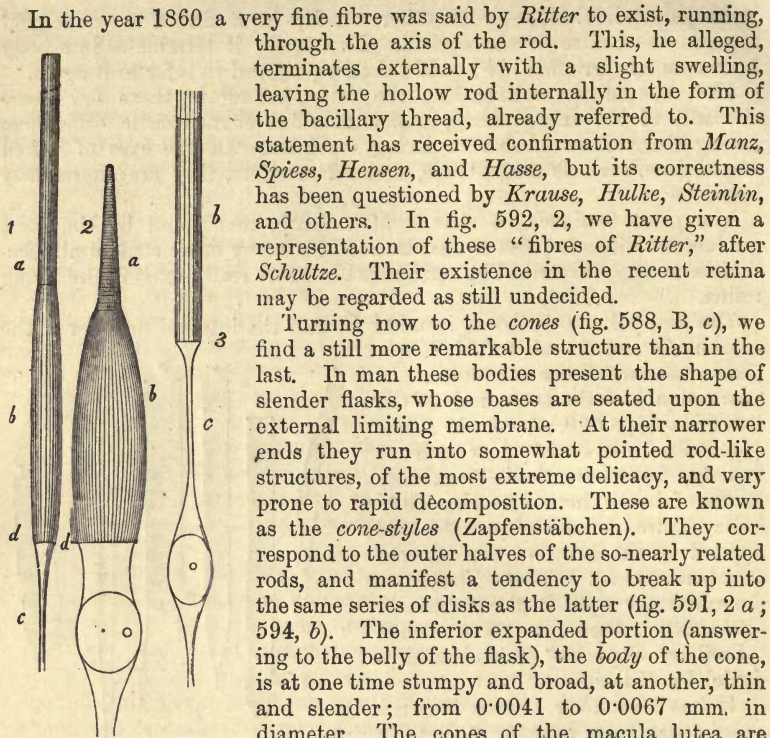 In the year 1860 a very fine fibre was said by Ritter to exist, running,
through the axis of the rod. This, he alleged,
terminates externally with a slight swelling,
leaving the hollow rod internally in the form of
the bacillary thread, already referred to. This
statement has received confirmation from Manz,
Spiess, Hensen, and Hasse, but its correctness
has been questioned by Krause, Hulke, Steinlin,
and others. In fig. 592, 2, we have given a
representation of these “fibres of Ritter,” after
Schultze. Their existence in the recent retina
may be regarded as still undecided.
Turning now to the cones (fig. 588, B, c), we
find a still more remarkable structure than in the
last. In man these bodies present the shape of
slender flasks, whose bases are seated upon the
external limiting membrane. At their narrower
ends they run into somewhat pointed rod-like
structures, of the most extreme delicacy, and very
prone to rapid decomposition. These are known
as the cone-styles (Zapfenstäbchen). They cor-
respond to the outer halves of the so-nearly related
rods, and manifest a tendency to break up into
the same series of disks as the latter (fig. 591, 2 a ;
594, b). The inferior expanded portion (answer-
ing to the belly of the flask), the body of the cone,
is at one time stumpy and broad, at another, thin
and slender; from 0·0041 to 0·0067 mm. in
diameter. The cones of the macula lutea are
1
a
b
d
c
2
a
b
d
b
3
c